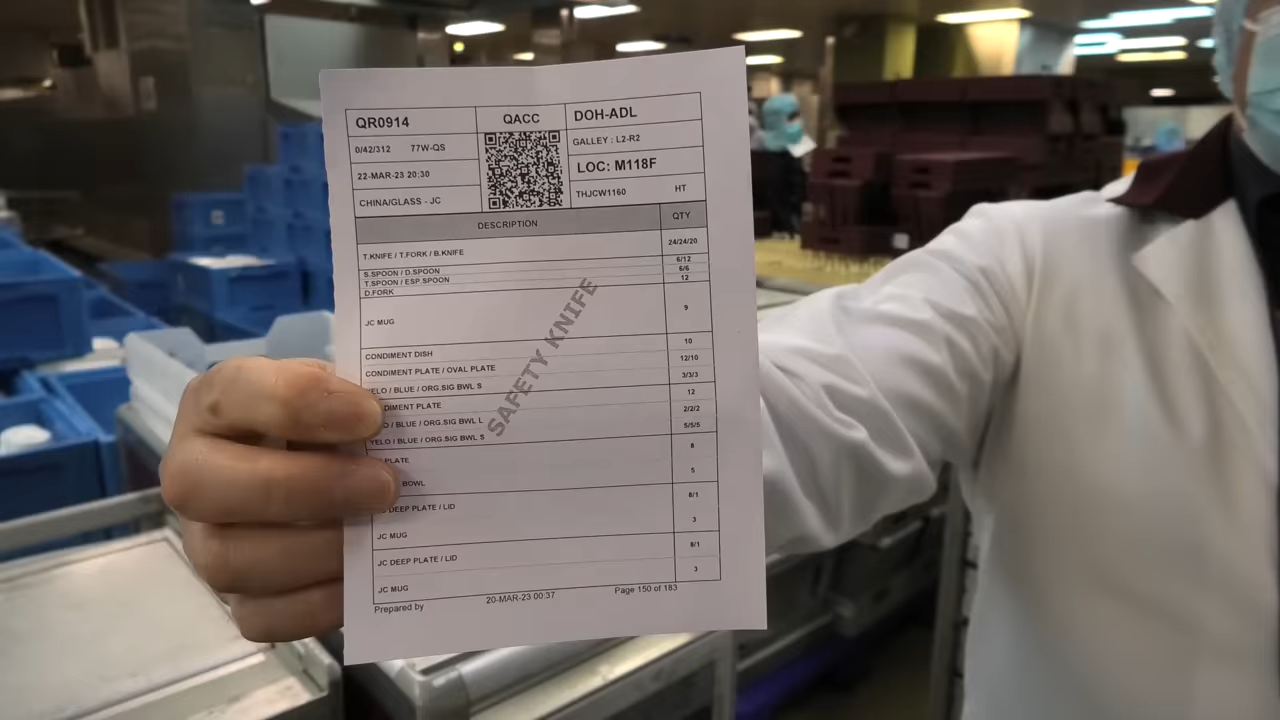 QR0914 QACC DOH-ADL
0/42/312 77W-QS GALLEY : L2-R2
22-MAR-23 20:30 LOC: M118F
CHINA/GLASS - JC THJCW1160 HT
DESCRIPTION QTY
T.KNIFE / T.FORK / B.KNIFE 24/24/20
S.SPOON / D.SPOON 6/12
T.SPOON / ESP.SPOON 6/6
D.FORK 12
JC MUG 9
CONDIMENT DISH 10
CONDIMENT PLATE / OVAL PLATE 12/10
YELO / BLUE / ORG.SIG BWL S 3/3/3
DIMENT PLATE 12
O / BLUE / ORG.SIG BWL L 2/2/2
YELO / BLUE / ORG.SIG BWL S 5/5/5
PLATE 8
BOWL 5
DEEP PLATE / LID 8/1
JC MUG 3
JC DEEP PLATE / LID 8/1
JC MUG 3
SAFETY KNIFE
Prepared by 20-MAR-23 00:37 Page 150 of 183